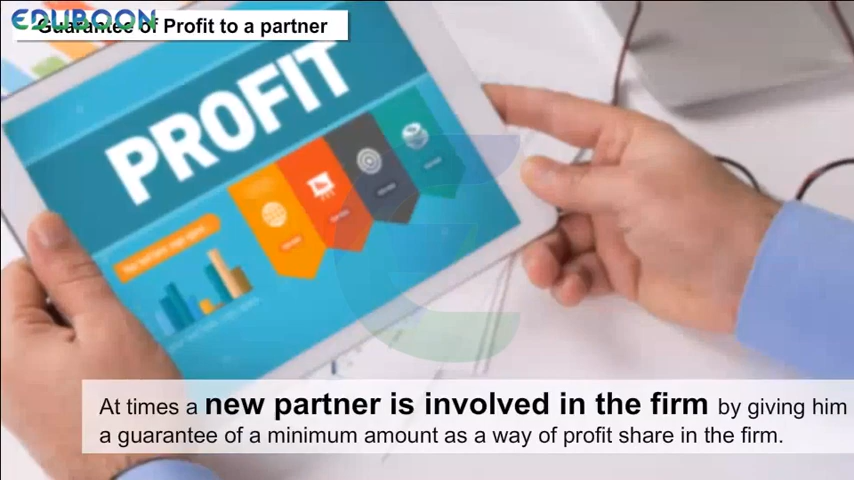 EDUBOON
Guarantee of Profit to a partner
PROFIT
At times a new partner is involved in the firm by giving him
a guarantee of a minimum amount as a way of profit share in the firm.